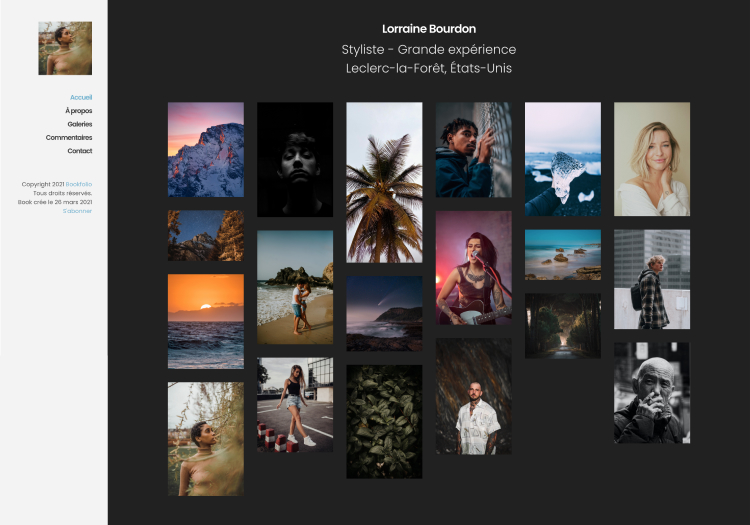 Lorraine Bourdon
Styliste - Grande expérience
Leclerc-la-Forêt, États-Unis
Accueil
À propos
Galeries
Commentaires
Contact
Copyright 2021 Bookfolio
Tous droits réservés.
Book crée le 26 mars 2021
S'abonner